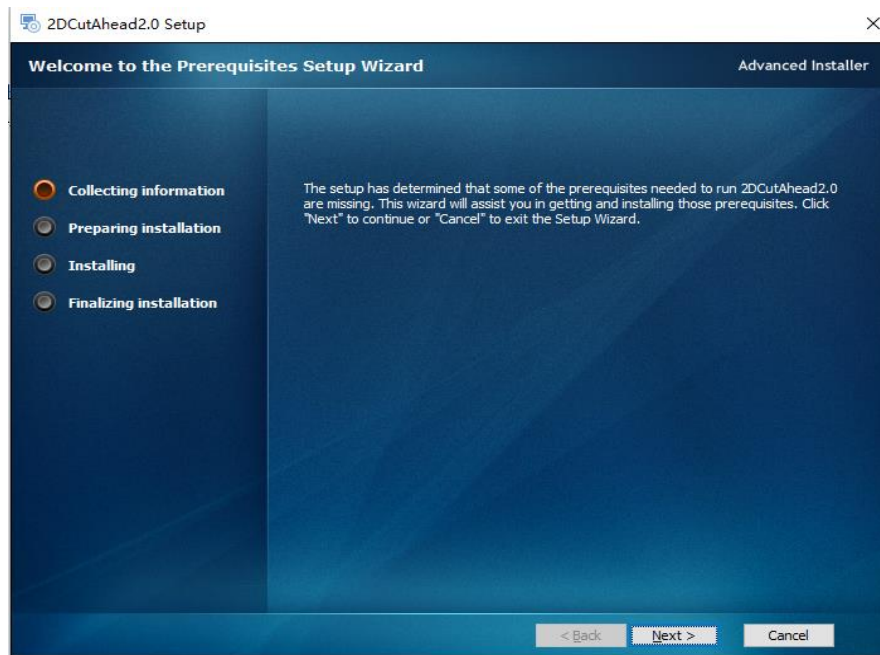 2DCutAhead2.0 Setup
Welcome to the Prerequisites Setup Wizard
Advanced Installer
Collecting information
Preparing installation
Installing
Finalizing installation
The setup has determined that some of the prerequisites needed to run 2DCutAhead2.0
are missing. This wizard will assist you in getting and installing those prerequisites. Click
"Next" to continue or "Cancel" to exit the Setup Wizard.
< Back
Next >
Cancel